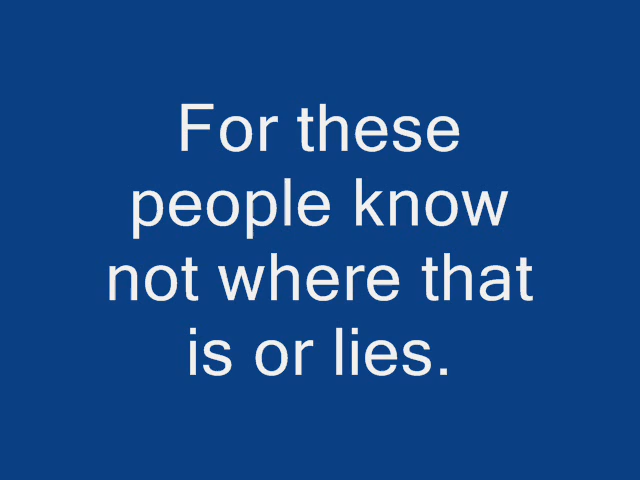 For these
people know
not where that
is or lies.